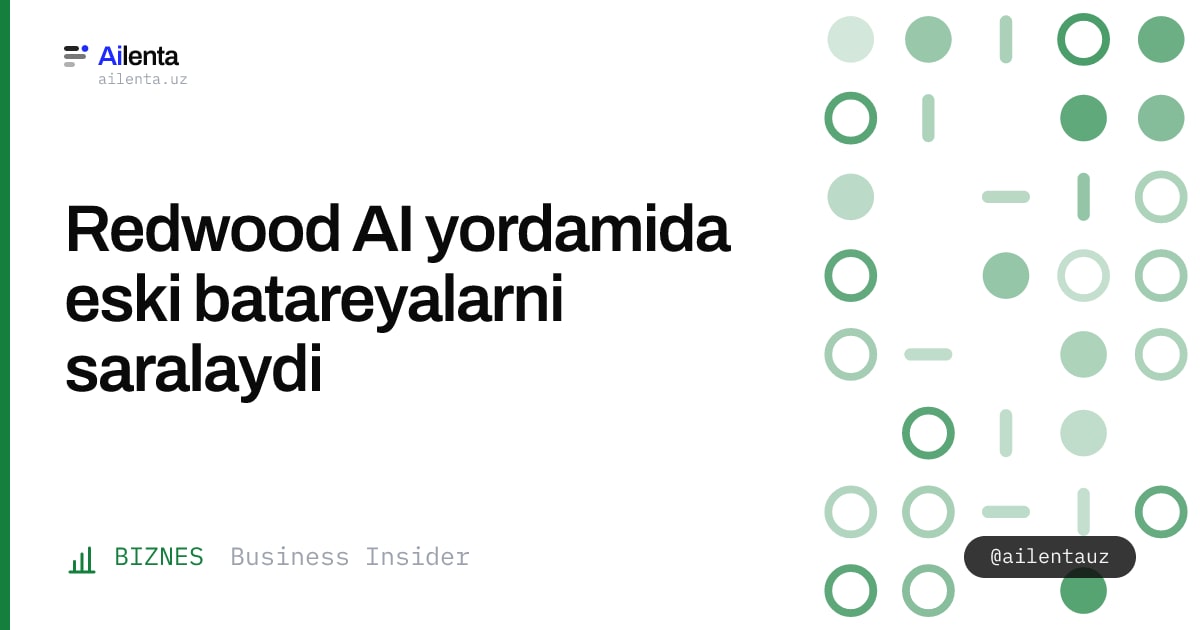 Ailenta
ailenta.uz
Redwood AI yordamida
eski batareyalarni
saralaydi
BIZNES Business Insider
@ailentauz